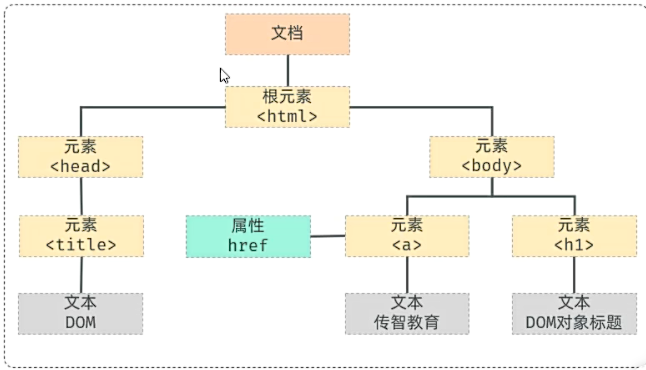 文档
根元素
<html>
元素
<head>
元素
<body>
元素
<title>
属性
href
元素
<a>
元素
<h1>
文本
DOM
文本
传智教育
文本
DOM对象标题